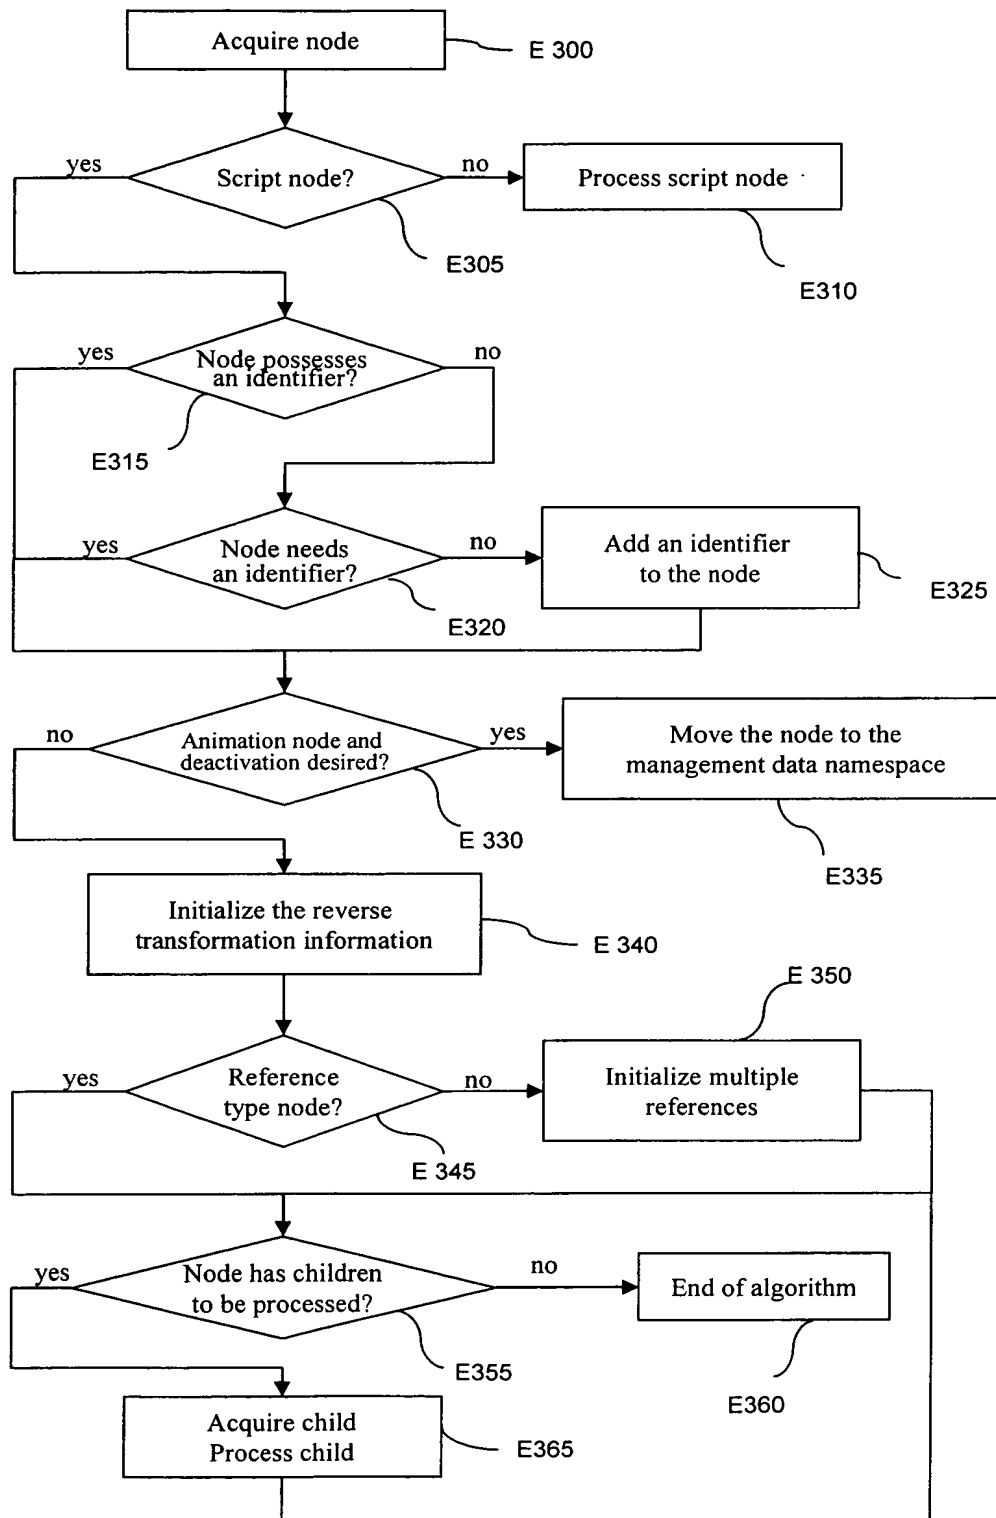 Acquire node
E 300
yes
Script node?
no
Process script node
E305
E310
yes
Node possesses
an identifier?
no
E315
yes
Node needs
an identifier?
no
Add an identifier
to the node
E325
E320
no
Animation node and
deactivation desired?
yes
Move the node to the
management data namespace
E 330
E335
Initialize the reverse
transformation information
E 340
E 350
yes
Reference
type node?
no
Initialize multiple
references
E 345
yes
Node has children
to be processed?
no
End of algorithm
E355
E360
Acquire child
Process child
E365